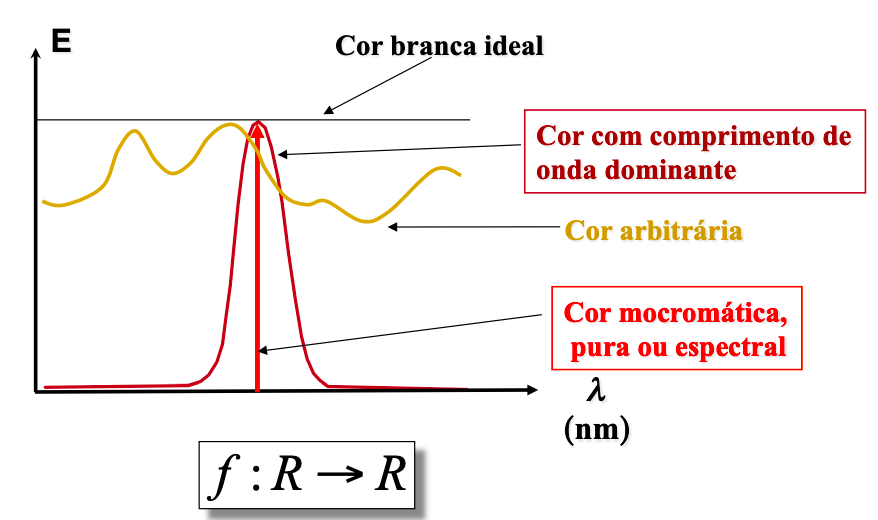 E
Cor branca ideal
Cor com comprimento de
onda dominante
Cor arbitrária
Cor mocromática,
pura ou espectral
λ
(nm)
f : R → R